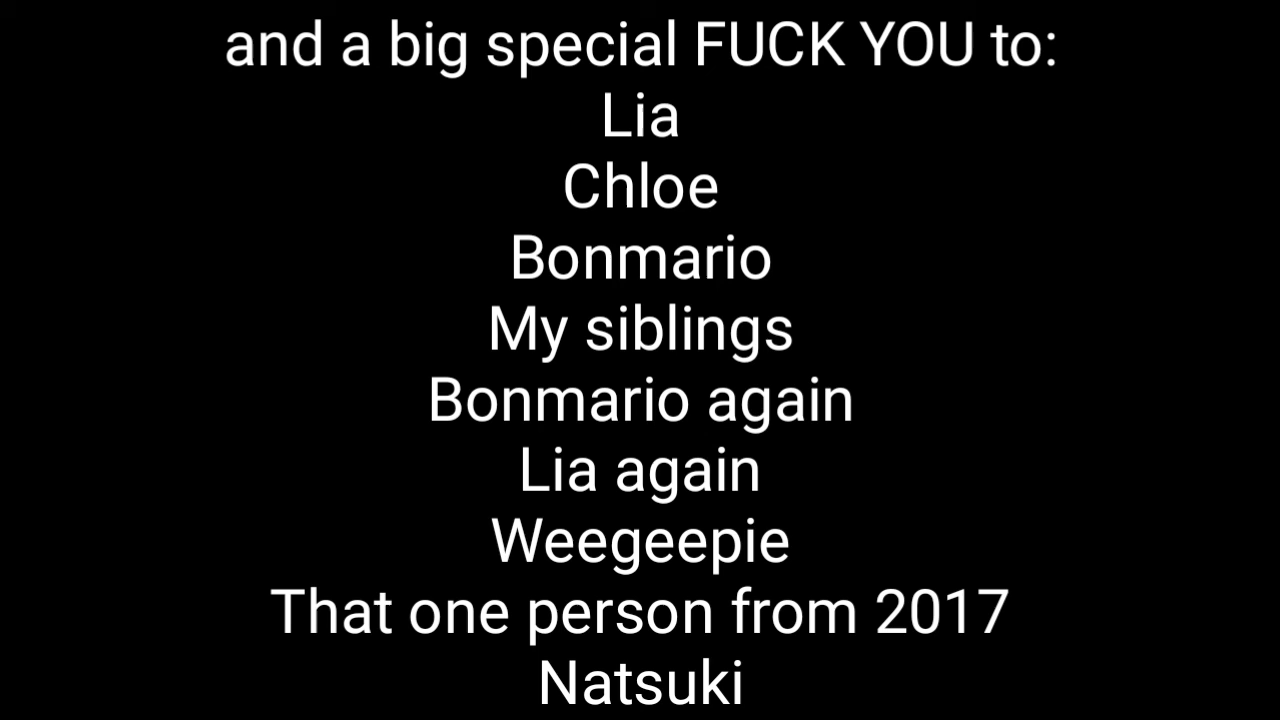 and a big special FUCK YOU to:
Lia
Chloe
Bonmario
My siblings
Bonmario again
Lia again
Weegeepie
That one person from 2017
Natsuki